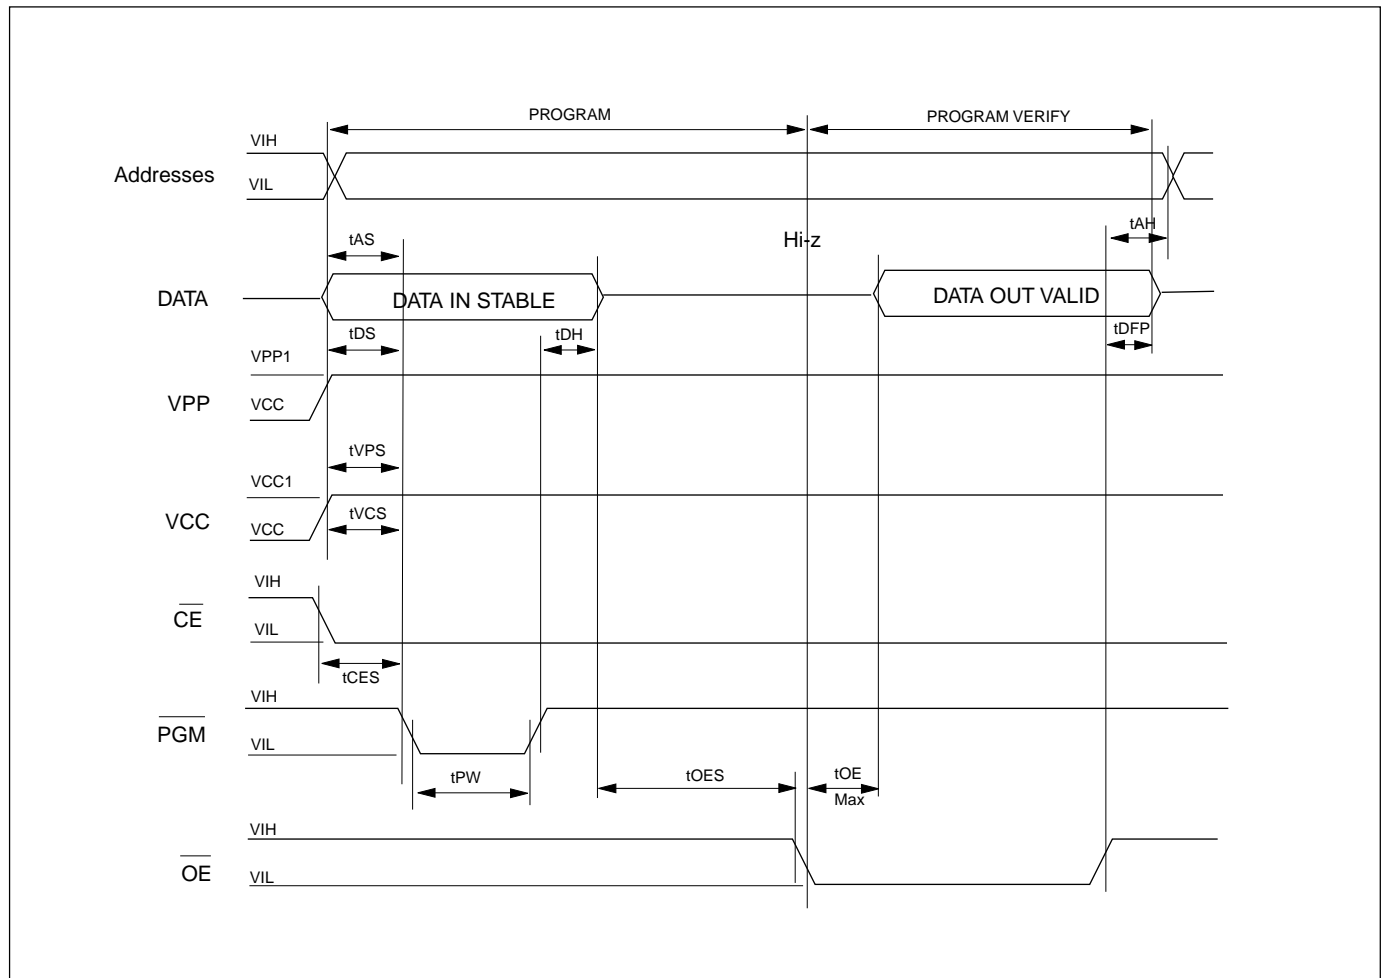 PROGRAM
PROGRAM VERIFY
VIH
Addresses
VIL
tAS
Hi-z
tAH
DATA
DATA IN STABLE
DATA OUT VALID
tDS
tDH
tDFP
VPP1
VPP
VCC
tVPS
VCC1
VCC
VCC
tVCS
VIH
CE
VIL
tCES
VIH
PGM
VIL
tPW
tOES
tOE
Max
VIH
OE
VIL